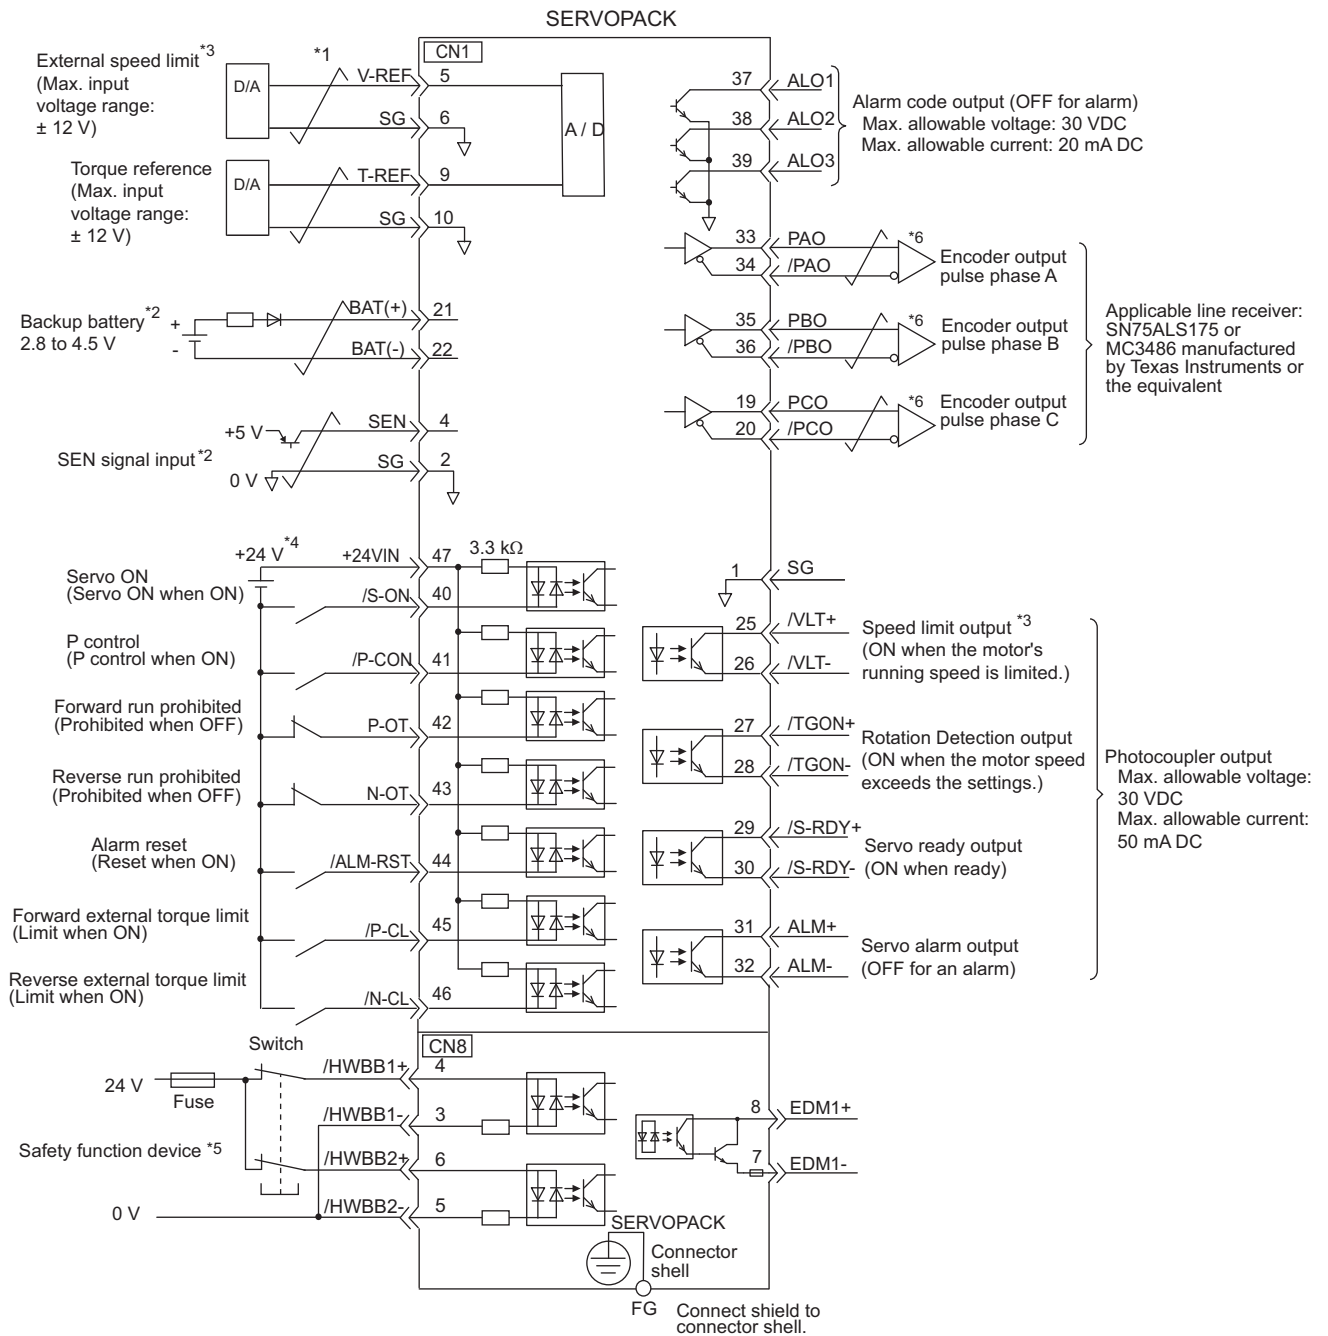 SERVOPACK
CN1
External speed limit*3
(Max. input
voltage range:
± 12 V)
D/A
*1
V-REF
5
SG
6
A / D
Torque reference
(Max. input
voltage range:
± 12 V)
D/A
T-REF
9
SG
10
Backup battery*2
2.8 to 4.5 V
+
-
BAT(+)
21
BAT(-)
22
SEN signal input*2
+5 V
0 V
SEN
4
SG
2
+24 V*4
+24VIN
47
3.3 kΩ
Servo ON
(Servo ON when ON)
/S-ON
40
P control
(P control when ON)
/P-CON
41
Forward run prohibited
(Prohibited when OFF)
P-OT
42
Reverse run prohibited
(Prohibited when OFF)
N-OT
43
Alarm reset
(Reset when ON)
/ALM-RST
44
Forward external torque limit
(Limit when ON)
/P-CL
45
Reverse external torque limit
(Limit when ON)
/N-CL
46
Switch
CN8
24 V
Fuse
/HWBB1+
4
/HWBB1-
3
Safety function device *5
/HWBB2+
6
0 V
/HWBB2-
5
37
ALO1
38
ALO2
39
ALO3
Alarm code output (OFF for alarm)
Max. allowable voltage: 30 VDC
Max. allowable current: 20 mA DC
33
PAO
34
/PAO
*6
Encoder output
pulse phase A
35
PBO
36
/PBO
*6
Encoder output
pulse phase B
19
PCO
20
/PCO
*6
Encoder output
pulse phase C
Applicable line receiver:
SN75ALS175 or
MC3486 manufactured
by Texas Instruments or
the equivalent
1
SG
25
/VLT+
26
/VLT-
Speed limit output *3
(ON when the motor's
running speed is limited.)
27
/TGON+
28
/TGON-
Rotation Detection output
(ON when the motor speed
exceeds the settings.)
29
/S-RDY+
30
/S-RDY-
Servo ready output
(ON when ready)
31
ALM+
32
ALM-
Servo alarm output
(OFF for an alarm)
Photocoupler output
Max. allowable voltage:
30 VDC
Max. allowable current:
50 mA DC
8
EDM1+
7
EDM1-
SERVOPACK
Connector
shell
FG
Connect shield to
connector shell.